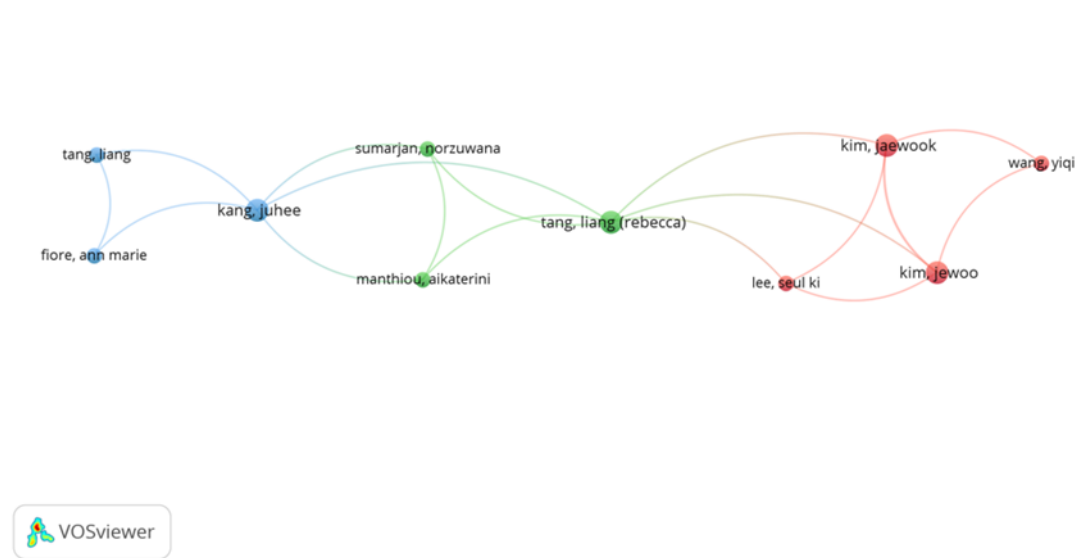 tang, liang
fiore, ann marie
kang, juhee
sumarjan, norzuwana
manthiou, aikaterini
tang, liang (rebecca)
kim, jaewook
wang, yiqi
lee, seul ki
kim, jewoo
VOSviewer